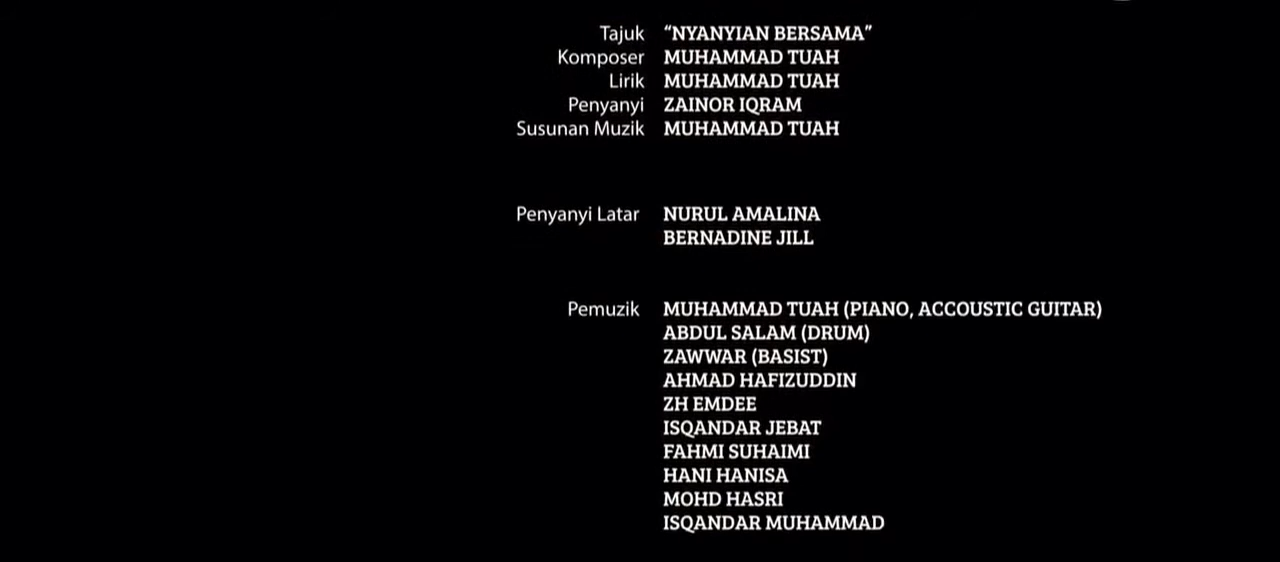 Tajuk “NYANYIAN BERSAMA”
Komposer MUHAMMAD TUAH
Lirik MUHAMMAD TUAH
Penyanyi ZAINOR IQRAM
Susunan Muzik MUHAMMAD TUAH
Penyanyi Latar NURUL AMALINA
BERNADINE JILL
Pemuzik MUHAMMAD TUAH (PIANO, ACCOUSTIC GUITAR)
ABDUL SALAM (DRUM)
ZAWWAR (BASIST)
AHMAD HAFIZUDDIN
ZH EMDEE
ISQANDAR JEBAT
FAHMI SUHAIMI
HANI HANISA
MOHD HASRI
ISQANDAR MUHAMMAD